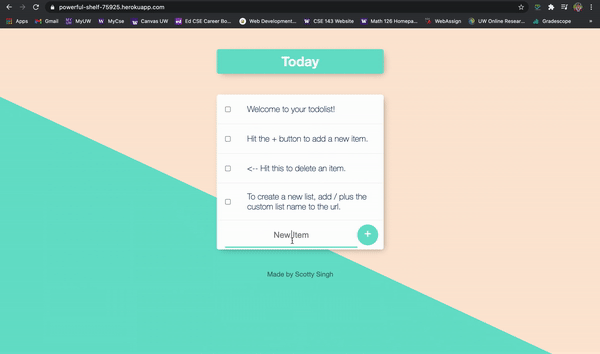 powerful-shelf-75925.herokuapp.com
Apps Gmail MyUW MyCse Canvas UW Ed CSE Career Bo... Web Development... CSE 143 Website Math 126 Homepa... WebAssign UW Online Resear... Gradescope
Today
Welcome to your todolist!
Hit the + button to add a new item.
<-- Hit this to delete an item.
To create a new list, add / plus the
custom list name to the url.
New Item
+
Made by Scotty Singh